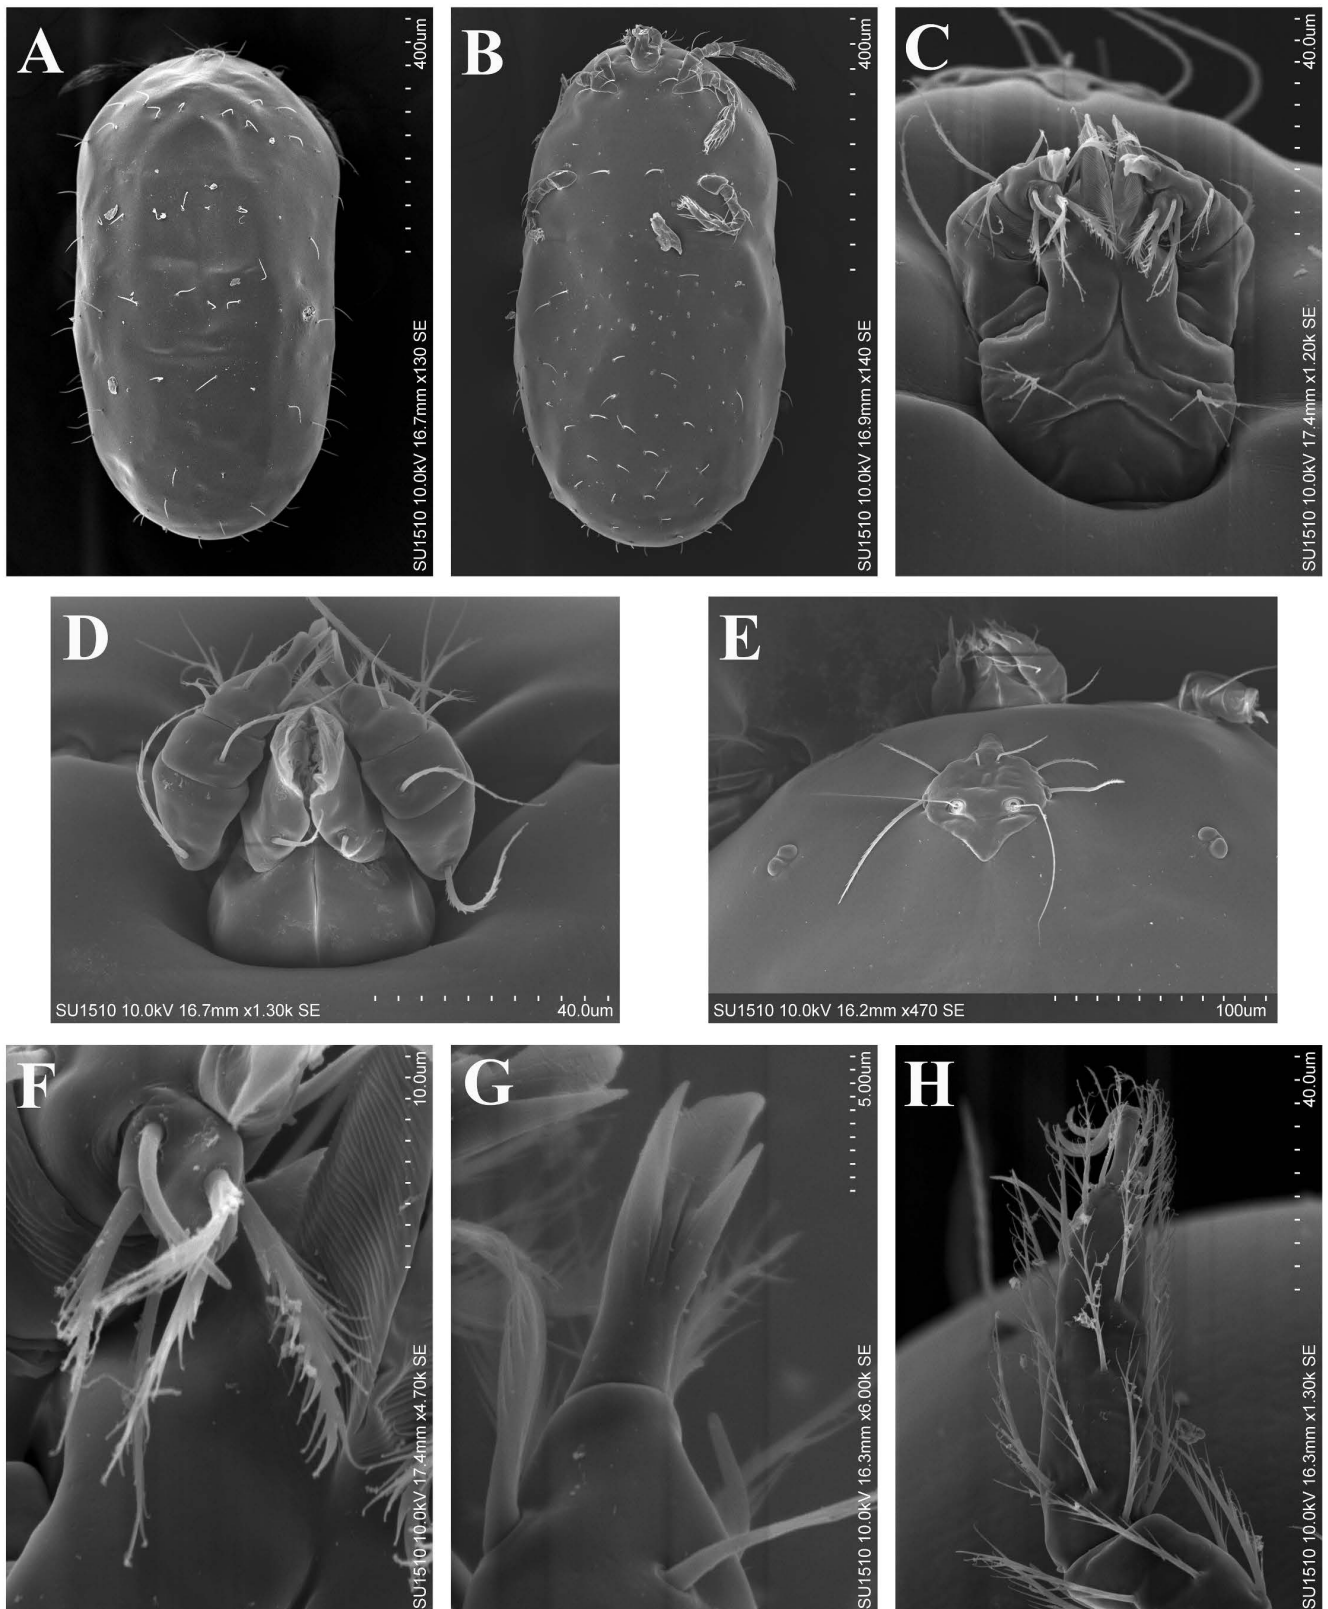 A
400um
SU1510 10.0kV 16.7mm x130 SE
B
400um
SU1510 10.0kV 16.9mm x140 SE
C
40.0um
SU1510 10.0kV 17.4mm x1.20k SE
D
SU1510 10.0kV 16.7mm x1.30k SE
40.0um
E
SU1510 10.0kV 16.2mm x470 SE
100um
F
10.0um
SU1510 10.0kV 17.4mm x4.70k SE
G
5.00um
SU1510 10.0kV 16.3mm x6.00k SE
H
40.0um
SU1510 10.0kV 16.3mm x1.30k SE